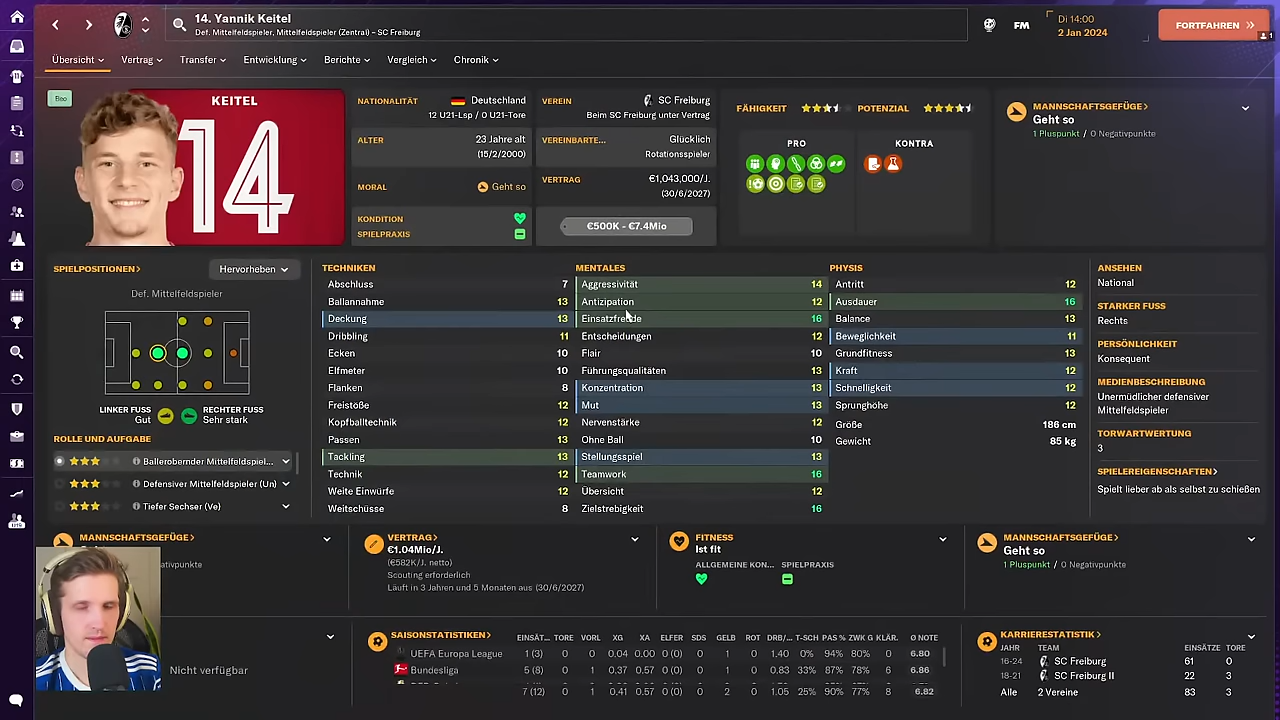 14. Yannik Keitel
Def. Mittelfeldspieler, Mittelfeldspieler (Zentral) – SC Freiburg
FM
Di 14:00
2 Jan 2024
FORTFAHREN
1
Übersicht
Vertrag
Transfer
Entwicklung
Berichte
Vergleich
Chronik
Beo
KEITEL
14
NATIONALITÄT
Deutschland
12 U21-Lsp / 0 U21-Tore
ALTER
23 Jahre alt
(15/2/2000)
MORAL
Geht so
KONDITION
SPIELPRAXIS
VEREIN
SC Freiburg
Beim SC Freiburg unter Vertrag
VEREINBARTE...
Glücklich
Rotationsspieler
VERTRAG
€1,043,000/J.
(30/6/2027)
€500K - €7.4Mio
FÄHIGKEIT
POTENZIAL
PRO
KONTRA
MANNSCHAFTSGEFÜGE
Geht so
1 Pluspunkt / 0 Negativpunkte
SPIELPOSITIONEN
Hervorheben
Def. Mittelfeldspieler
LINKER FUSS
Gut
RECHTER FUSS
Sehr stark
ROLLE UND AUFGABE
Ballerobernder Mittelfeldspiel...
Defensiver Mittelfeldspieler (Un)
Tiefer Sechser (Ve)
TECHNIKEN
Abschluss 7
Ballannahme 13
Deckung 13
Dribbling 11
Ecken 10
Elfmeter 10
Flanken 8
Freistöße 12
Kopfballtechnik 12
Passen 13
Tackling 13
Technik 12
Weite Einwürfe 12
Weitschüsse 8
MENTALES
Aggressivität 14
Antizipation 12
Einsatzfreude 16
Entscheidungen 12
Flair 10
Führungsqualitäten 13
Konzentration 13
Mut 13
Nervenstärke 12
Ohne Ball 10
Stellungsspiel 13
Teamwork 16
Übersicht 12
Zielstrebigkeit 16
PHYSIS
Antritt 12
Ausdauer 16
Balance 13
Beweglichkeit 11
Grundfitness 13
Kraft 12
Schnelligkeit 12
Sprunghöhe 12
Größe 186 cm
Gewicht 85 kg
ANSEHEN
National
STARKER FUSS
Rechts
PERSÖNLICHKEIT
Konsequent
MEDIENBESCHREIBUNG
Unermüdlicher defensiver
Mittelfeldspieler
TORWARTWERTUNG
3
SPIELEREIGENSCHAFTEN
Spielt lieber ab als selbst zu schießen
MANNSCHAFTSGEFÜGE
VERTRAG
€1.04Mio/J.
(€582K/J. netto)
Scouting erforderlich
Läuft in 3 Jahren und 5 Monaten aus (30/6/2027)
FITNESS
Ist fit
ALLGEMEINE KON... SPIELPRAXIS
MANNSCHAFTSGEFÜGE
Geht so
1 Pluspunkt / 0 Negativpunkte
Nicht verfügbar
SAISONSTATISTIKEN EINSÄT... TORE VORL XG XA ELFER SDS GELB ROT DRB/... T-SCH PAS % ZWK G KLÄR. Ø NOTE
UEFA Europa League 1 (3) 0 0 0.04 0.00 0 (0) 0 1 0 1,40 0% 94% 80% 0 6.80
Bundesliga 5 (8) 0 1 0.37 0.57 0 (0) 0 1 0 0.83 33% 87% 78% 8 6.86
7 (12) 0 1 0.41 0.57 0 (0) 0 2 0 1.05 25% 90% 77% 8 6.82
KARRIERESTATISTIK
JAHR TEAM EINSÄTZE TORE
16-24 SC Freiburg 61 0
18-21 SC Freiburg II 22 3
Alle 2 Vereine 83 3